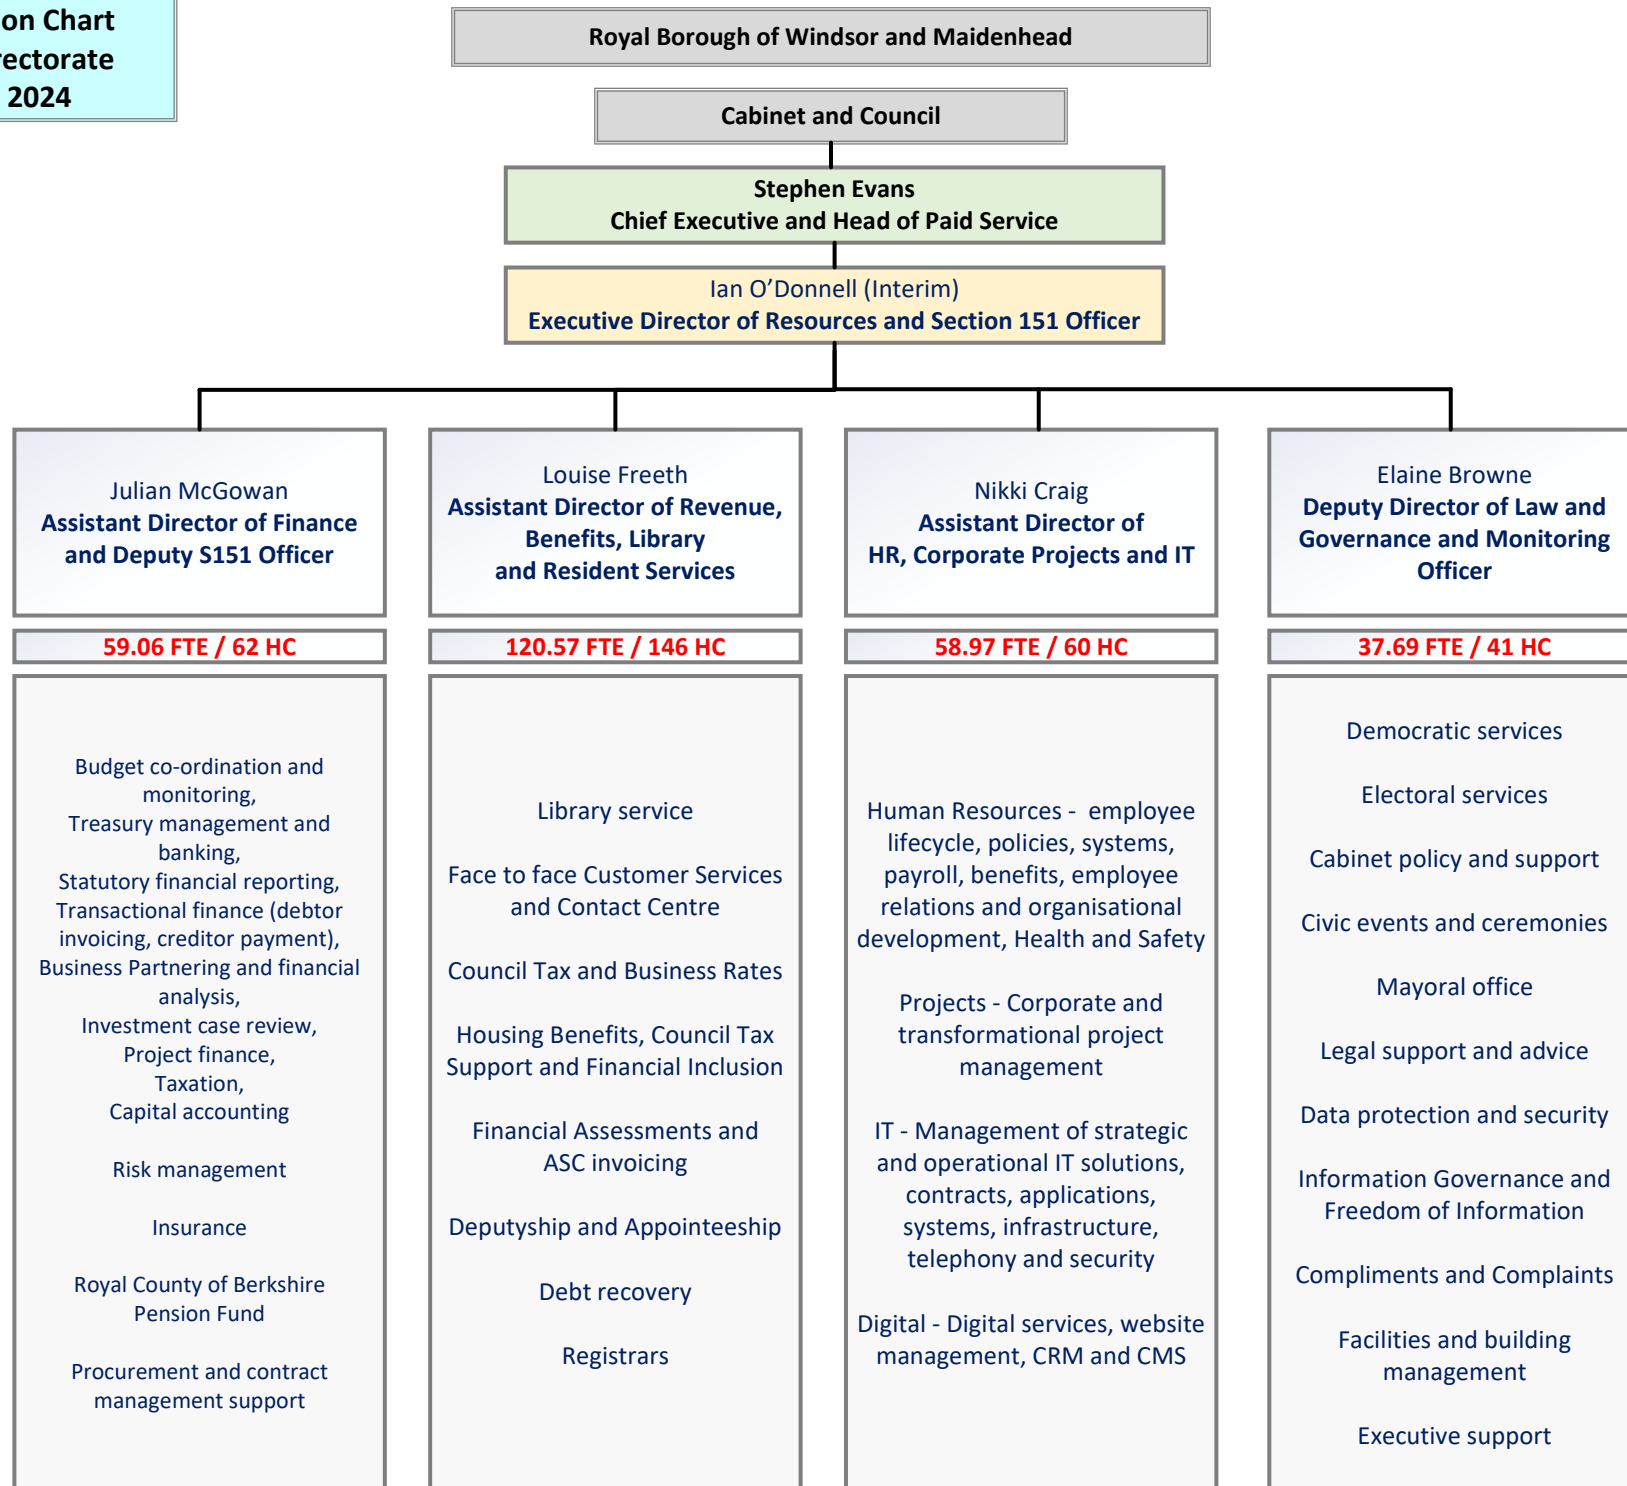 on Chart
ectorate
2024
Royal Borough of Windsor and Maidenhead
Cabinet and Council
Stephen Evans
Chief Executive and Head of Paid Service
Ian O’Donnell (Interim)
Executive Director of Resources and Section 151 Officer
Julian McGowan
Assistant Director of Finance
and Deputy S151 Officer
59.06 FTE / 62 HC
Budget co-ordination and
monitoring,
Treasury management and
banking,
Statutory financial reporting,
Transactional finance (debtor
invoicing, creditor payment),
Business Partnering and financial
analysis,
Investment case review,
Project finance,
Taxation,
Capital accounting
Risk management
Insurance
Royal County of Berkshire
Pension Fund
Procurement and contract
management support
Louise Freeth
Assistant Director of Revenue,
Benefits, Library
and Resident Services
120.57 FTE / 146 HC
Library service
Face to face Customer Services
and Contact Centre
Council Tax and Business Rates
Housing Benefits, Council Tax
Support and Financial Inclusion
Financial Assessments and
ASC invoicing
Deputyship and Appointeeship
Debt recovery
Registrars
Nikki Craig
Assistant Director of
HR, Corporate Projects and IT
58.97 FTE / 60 HC
Human Resources - employee
lifecycle, policies, systems,
payroll, benefits, employee
relations and organisational
development, Health and Safety
Projects - Corporate and
transformational project
management
IT - Management of strategic
and operational IT solutions,
contracts, applications,
systems, infrastructure,
telephony and security
Digital - Digital services, website
management, CRM and CMS
Elaine Browne
Deputy Director of Law and
Governance and Monitoring
Officer
37.69 FTE / 41 HC
Democratic services
Electoral services
Cabinet policy and support
Civic events and ceremonies
Mayoral office
Legal support and advice
Data protection and security
Information Governance and
Freedom of Information
Compliments and Complaints
Facilities and building
management
Executive support